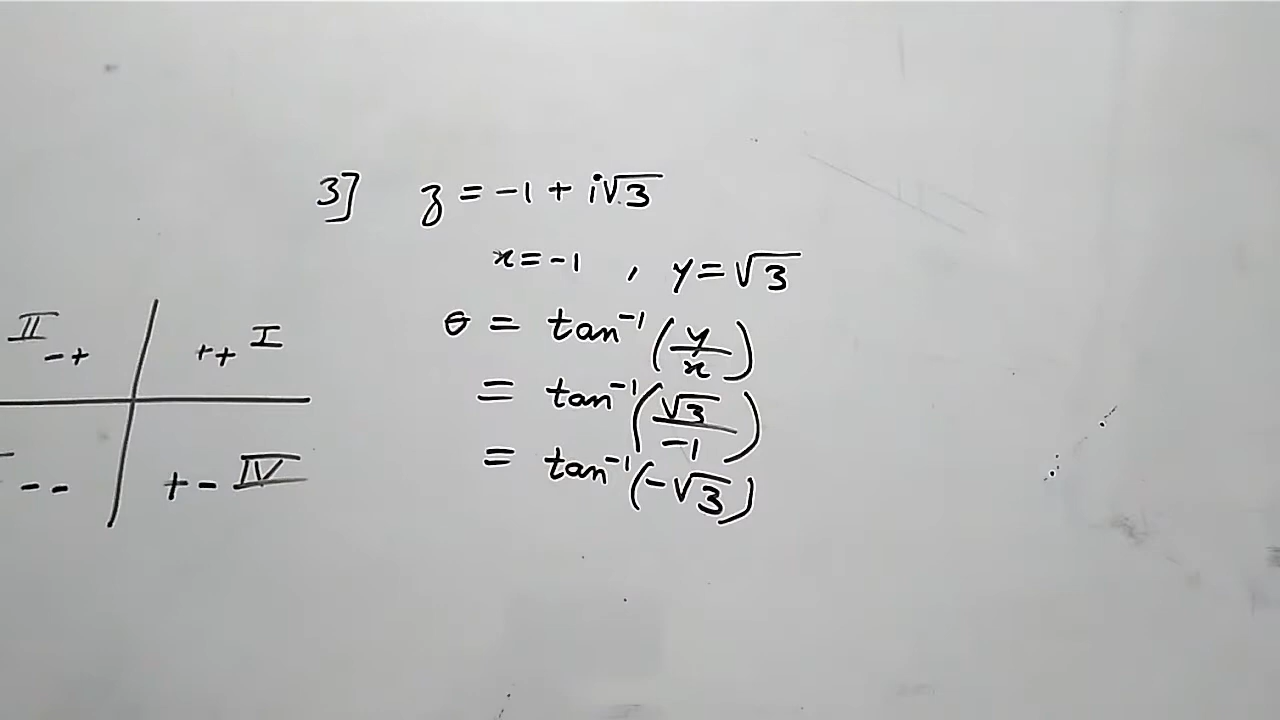 3] z = -1 + i√3
x = -1 , y = √3
θ = tan⁻¹ (y/x)
= tan⁻¹ (√3/-1)
= tan⁻¹ (-√3)
II -+ ++ I
-- +- IV